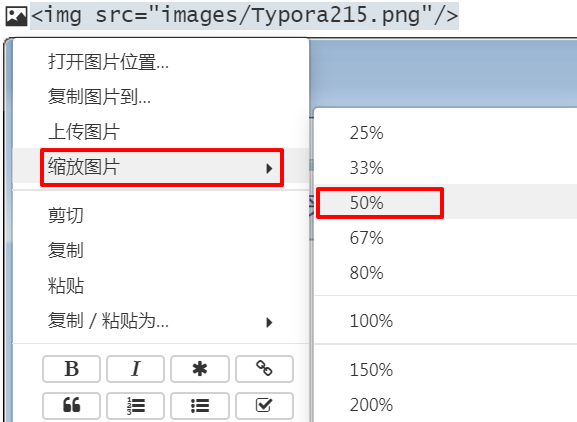 <img src="images/Typora215.png"/>
打开图片位置...
复制图片到...
上传图片
缩放图片
25%
33%
50%
67%
80%
100%
150%
200%
剪切
复制
粘贴
复制 / 粘贴为...
B I